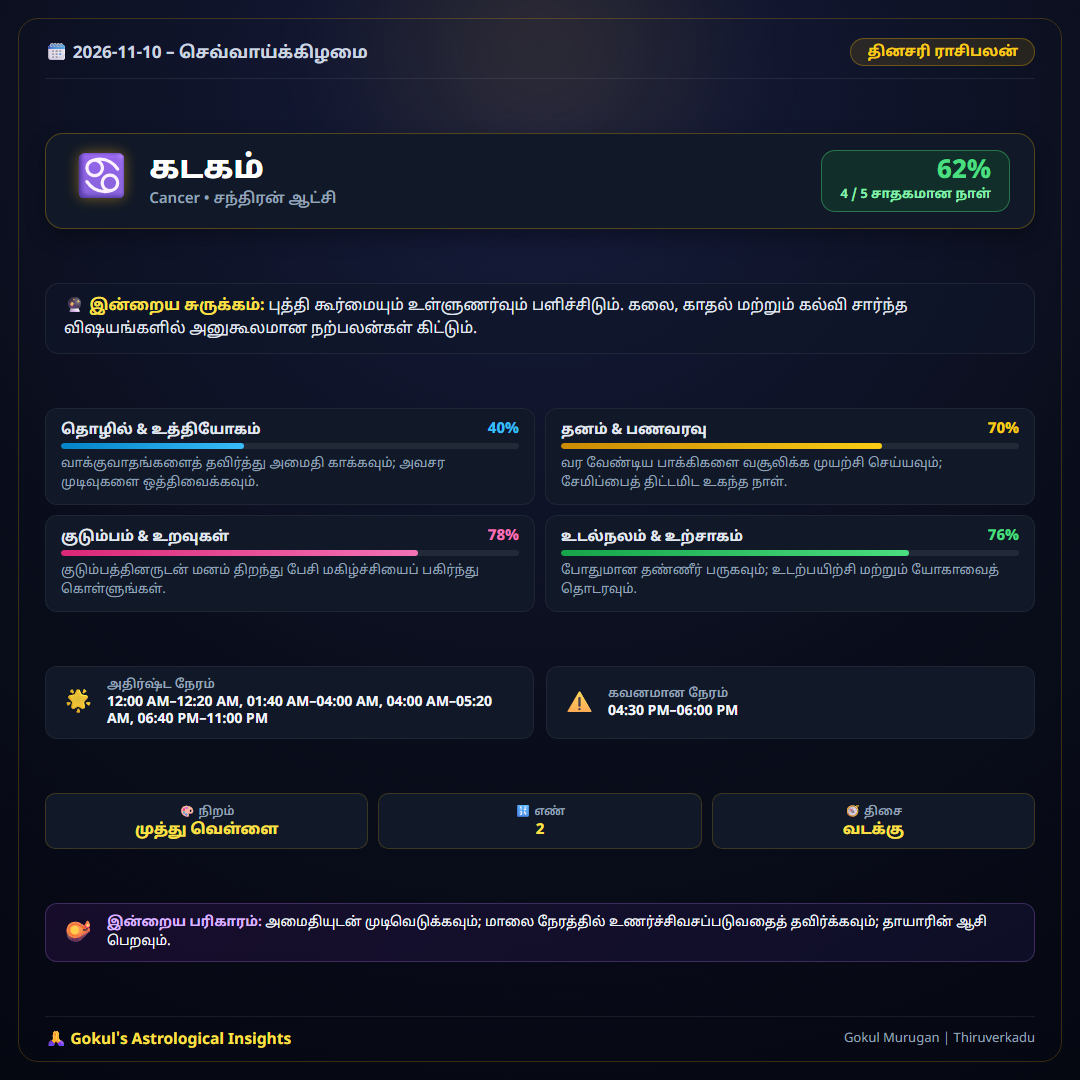 2026-11-10 – செவ்வாய்க்கிழமை
தினசரி ராசிபலன்
கடகம்
Cancer • சந்திரன் ஆட்சி
62%
4 / 5 சாதகமான நாள்
இன்றைய சுருக்கம்: புத்தி கூர்மையும் உள்ளுணர்வும் பளிச்சிடும். கலை, காதல் மற்றும் கல்வி சார்ந்த
விஷயங்களில் அனுகூலமான நற்பலன்கள் கிட்டும்.
தொழில் & உத்தியோகம் 40%
வாக்குவாதங்களைத் தவிர்த்து அமைதி காக்கவும்; அவசர
முடிவுகளை ஒத்திவைக்கவும்.
தனம் & பணவரவு 70%
வர வேண்டிய பாக்கிகளை வசூலிக்க முயற்சி செய்யவும்;
சேமிப்பைத் திட்டமிட உகந்த நாள்.
குடும்பம் & உறவுகள் 78%
குடும்பத்தினருடன் மனம் திறந்து பேசி மகிழ்ச்சியைப் பகிர்ந்து
கொள்ளுங்கள்.
உடல்நலம் & உற்சாகம் 76%
போதுமான தண்ணீர் பருகவும்; உடற்பயிற்சி மற்றும் யோகாவைத்
தொடரவும்.
அதிர்ஷ்ட நேரம்
12:00 AM–12:20 AM, 01:40 AM–04:00 AM, 04:00 AM–05:20
AM, 06:40 PM–11:00 PM
கவனமான நேரம்
04:30 PM–06:00 PM
நிறம்
முத்து வெள்ளை
எண்
2
திசை
வடக்கு
இன்றைய பரிகாரம்: அமைதியுடன் முடிவெடுக்கவும்; மாலை நேரத்தில் உணர்ச்சிவசப்படுவதைத் தவிர்க்கவும்; தாயாரின் ஆசி
பெறவும்.
Gokul's Astrological Insights
Gokul Murugan | Thiruverkadu